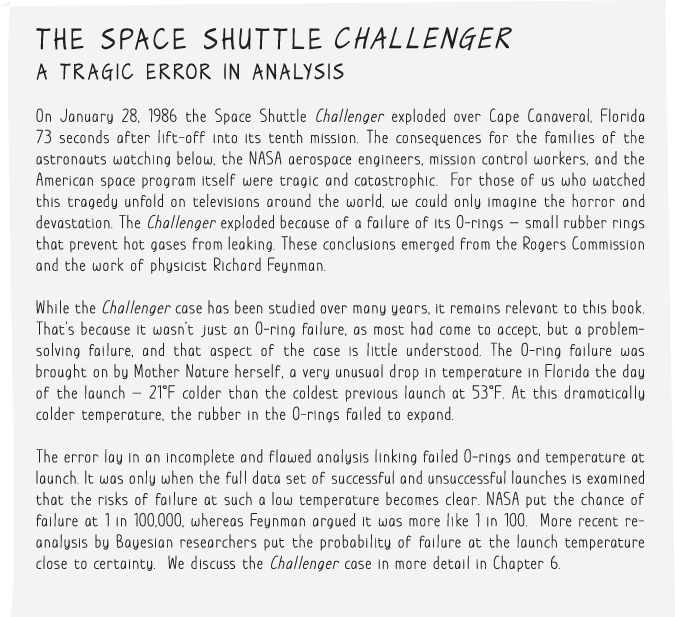 THE SPACE SHUTTLE CHALLENGER
A TRAGIC ERROR IN ANALYSIS
On January 28, 1986 the Space Shuttle Challenger exploded over Cape Canaveral, Florida
73 seconds after lift-off into its tenth mission. The consequences for the families of the
astronauts watching below, the NASA aerospace engineers, mission control workers, and the
American space program itself were tragic and catastrophic. For those of us who watched
this tragedy unfold on televisions around the world, we could only imagine the horror and
devastation. The Challenger exploded because of a failure of its O-rings – small rubber rings
that prevent hot gases from leaking. These conclusions emerged from the Rogers Commission
and the work of physicist Richard Feynman.
While the Challenger case has been studied over many years, it remains relevant to this book.
That's because it wasn't just an O-ring failure, as most had come to accept, but a problem-
solving failure, and that aspect of the case is little understood. The O-ring failure was
brought on by Mother Nature herself, a very unusual drop in temperature in Florida the day
of the launch – 21°F colder than the coldest previous launch at 53°F. At this dramatically
colder temperature, the rubber in the O-rings failed to expand.
The error lay in an incomplete and flawed analysis linking failed O-rings and temperature at
launch. It was only when the full data set of successful and unsuccessful launches is examined
that the risks of failure at such a low temperature becomes clear. NASA put the chance of
failure at 1 in 100,000, whereas Feynman argued it was more like 1 in 100. More recent re-
analysis by Bayesian researchers put the probability of failure at the launch temperature
close to certainty. We discuss the Challenger case in more detail in Chapter 6.